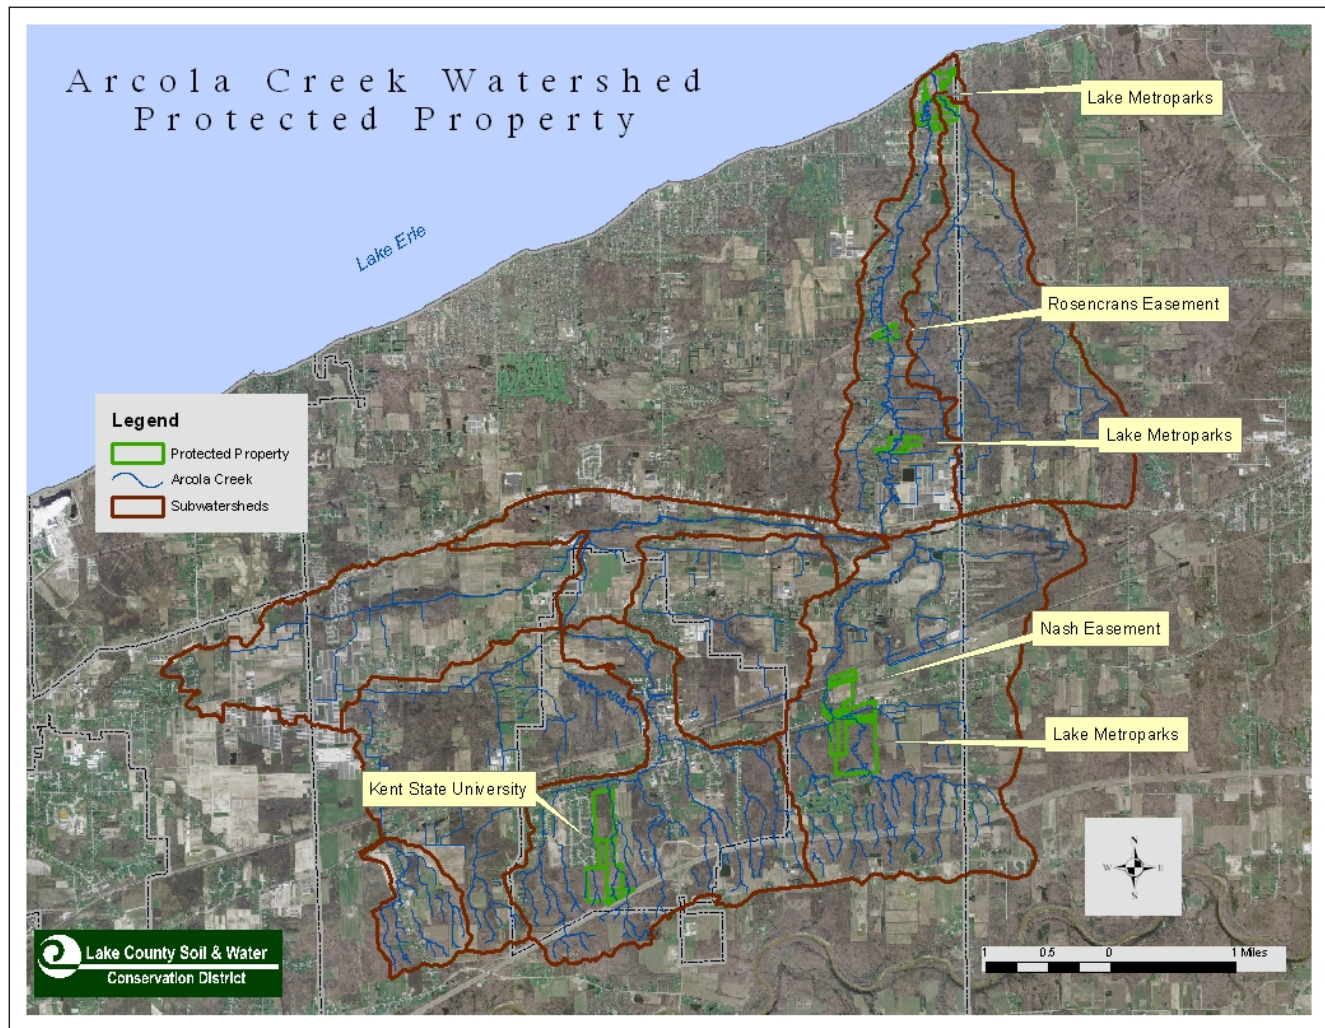 Arcola Creek Watershed
Protected Property
Lake Metroparks
Lake Erie
Rosencrans Easement
Legend
Protected Property
Arcola Creek
Subwatersheds
Lake Metroparks
Nash Easement
Lake Metroparks
Kent State University
N
W E
S
Lake County Soil & Water
Conservation District
1 0.5 0 1 Miles